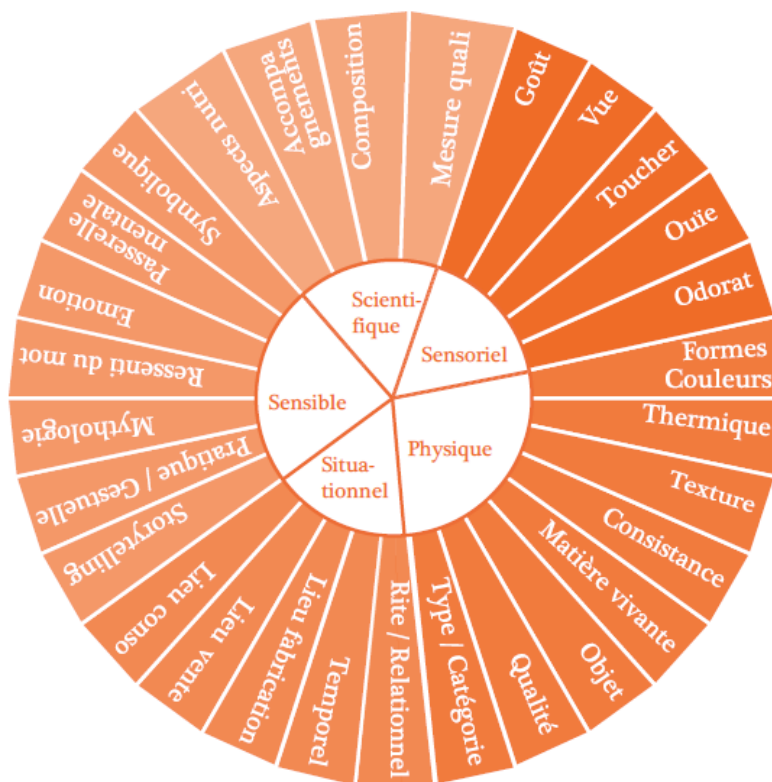 Scienti-
fique
Sensoriel
Physique
Situa-
tionnel
Sensible
Goût
Vue
Toucher
Ouïe
Odorat
Formes
Couleurs
Thermique
Texture
Consistance
Matière vivante
Objet
Qualité
Type / Catégorie
Rite / Relationnel
Temporel
Lieu fabrication
Lieu vente
Lieu conso
Storytelling
Pratique / Gestuelle
Mythologie
Ressenti du mot
Emotion
Passerelle
mentale
Symbolique
Aspects nutri
Accompa
gnements
Composition
Mesure quali